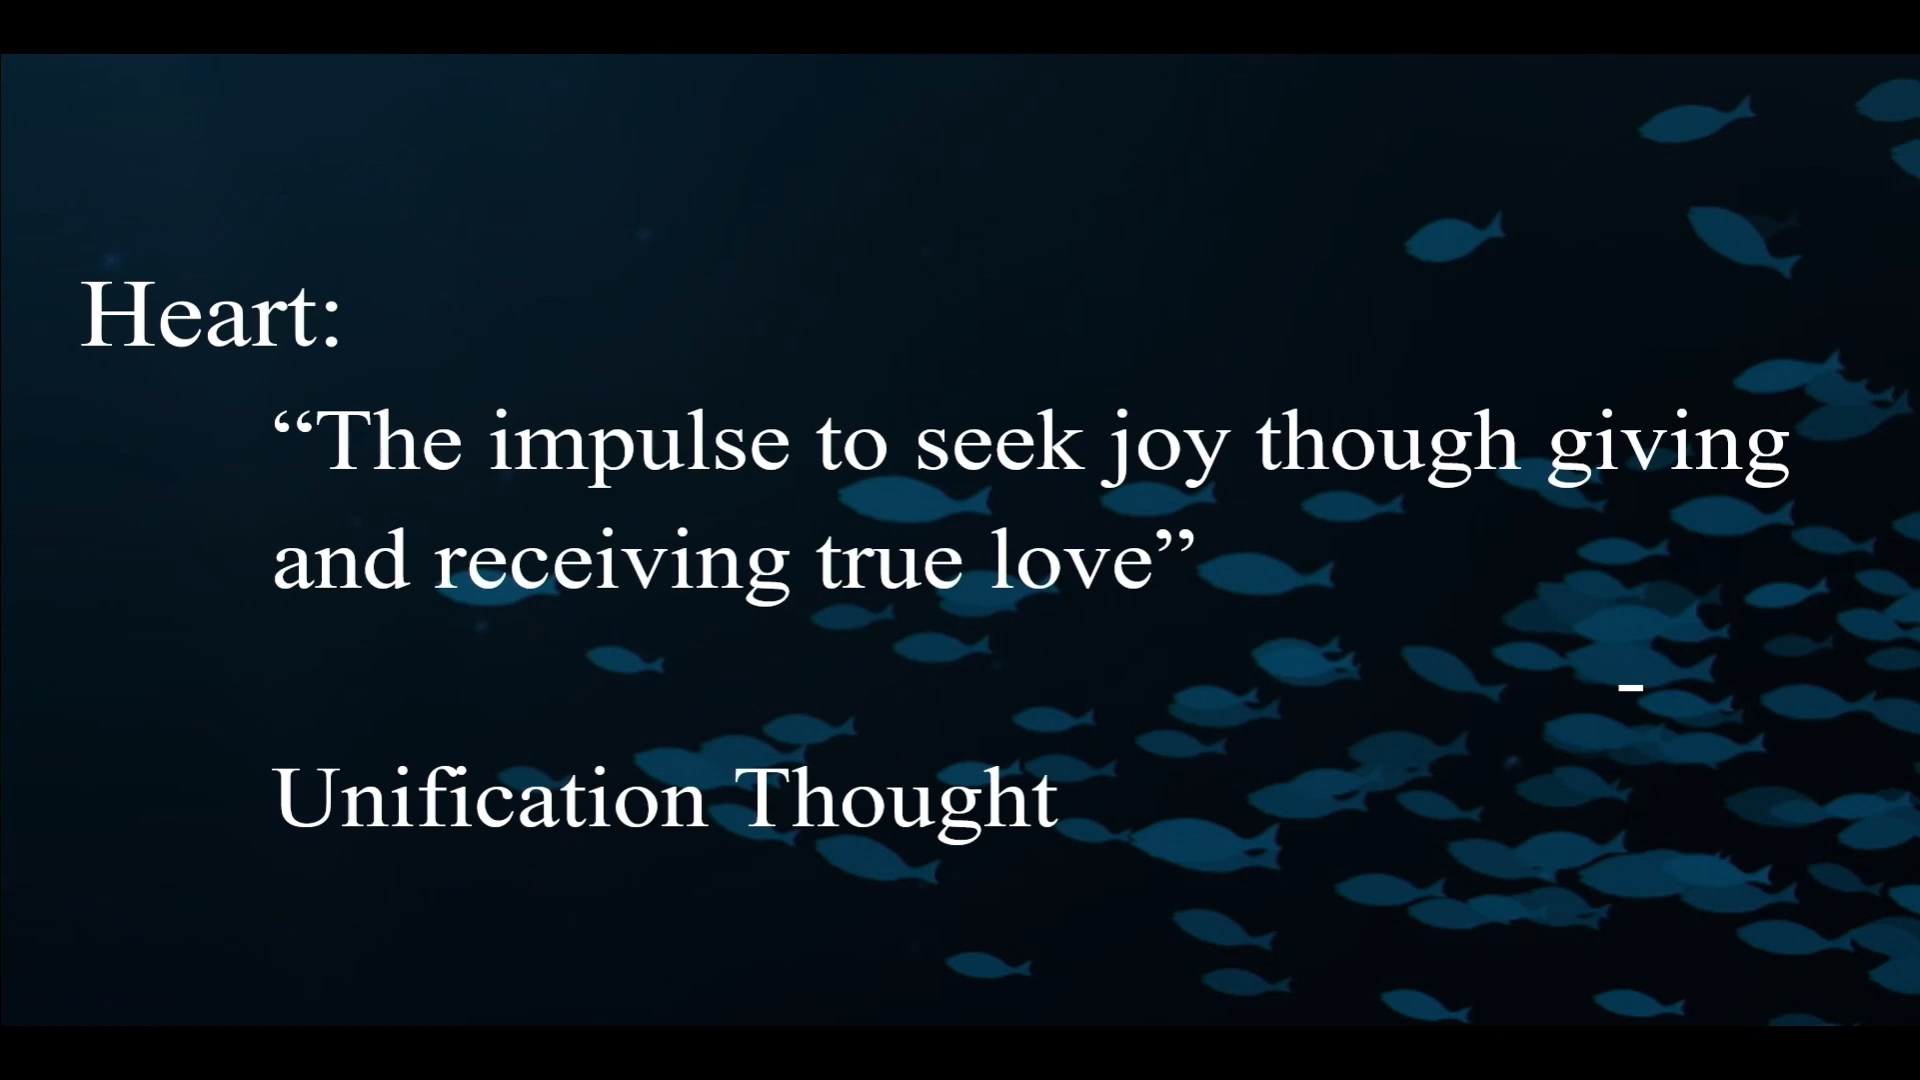 Heart:
“The impulse to seek joy though giving
and receiving true love”
-
Unification Thought